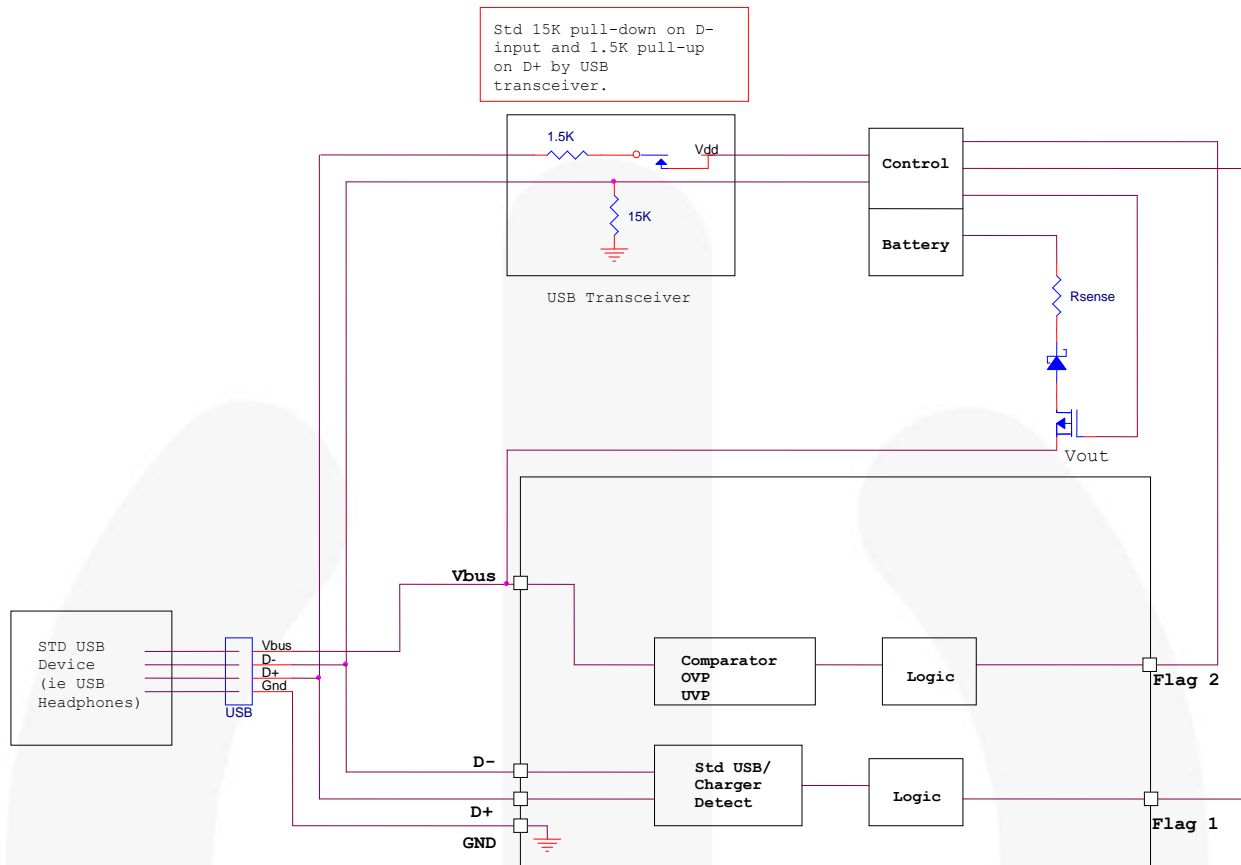 Std 15K pull-down on D-
input and 1.5K pull-up
on D+ by USB
transceiver.
1.5K
Vdd
15K
USB Transceiver
Control
Battery
Rsense
Vout
Vbus
STD USB
Device
(ie USB
Headphones)
Vbus
D-
D+
Gnd
USB
Comparator
OVP
UVP
Logic
Flag 2
D-
D+
GND
Std USB/
Charger
Detect
Logic
Flag 1